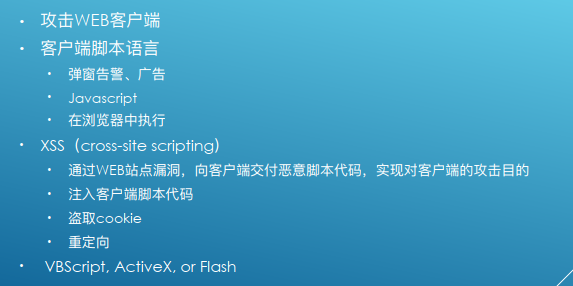 • 攻击WEB客户端
• 客户端脚本语言
• 弹窗告警、广告
• Javascript
• 在浏览器中执行
• XSS（cross-site scripting）
• 通过WEB站点漏洞，向客户端交付恶意脚本代码，实现对客户端的攻击目的
• 注入客户端脚本代码
• 盗取cookie
• 重定向
• VBScript, ActiveX, or Flash